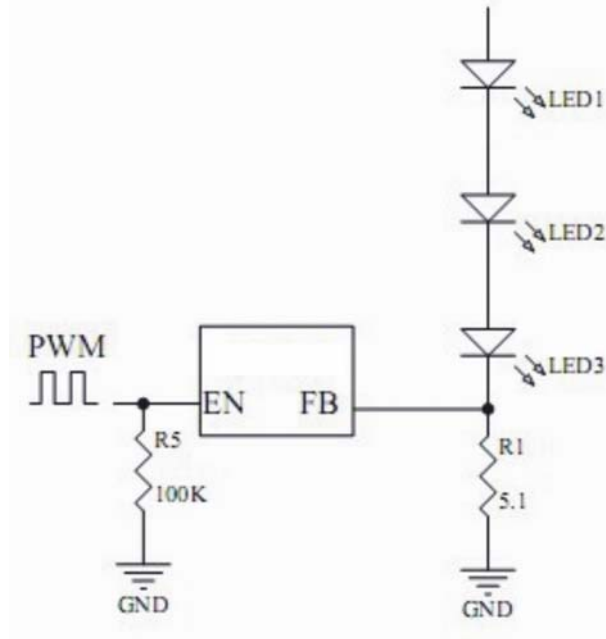 LED1
LED2
PWM
LED3
EN FB
R5
R1
100K
5.1
GND
GND